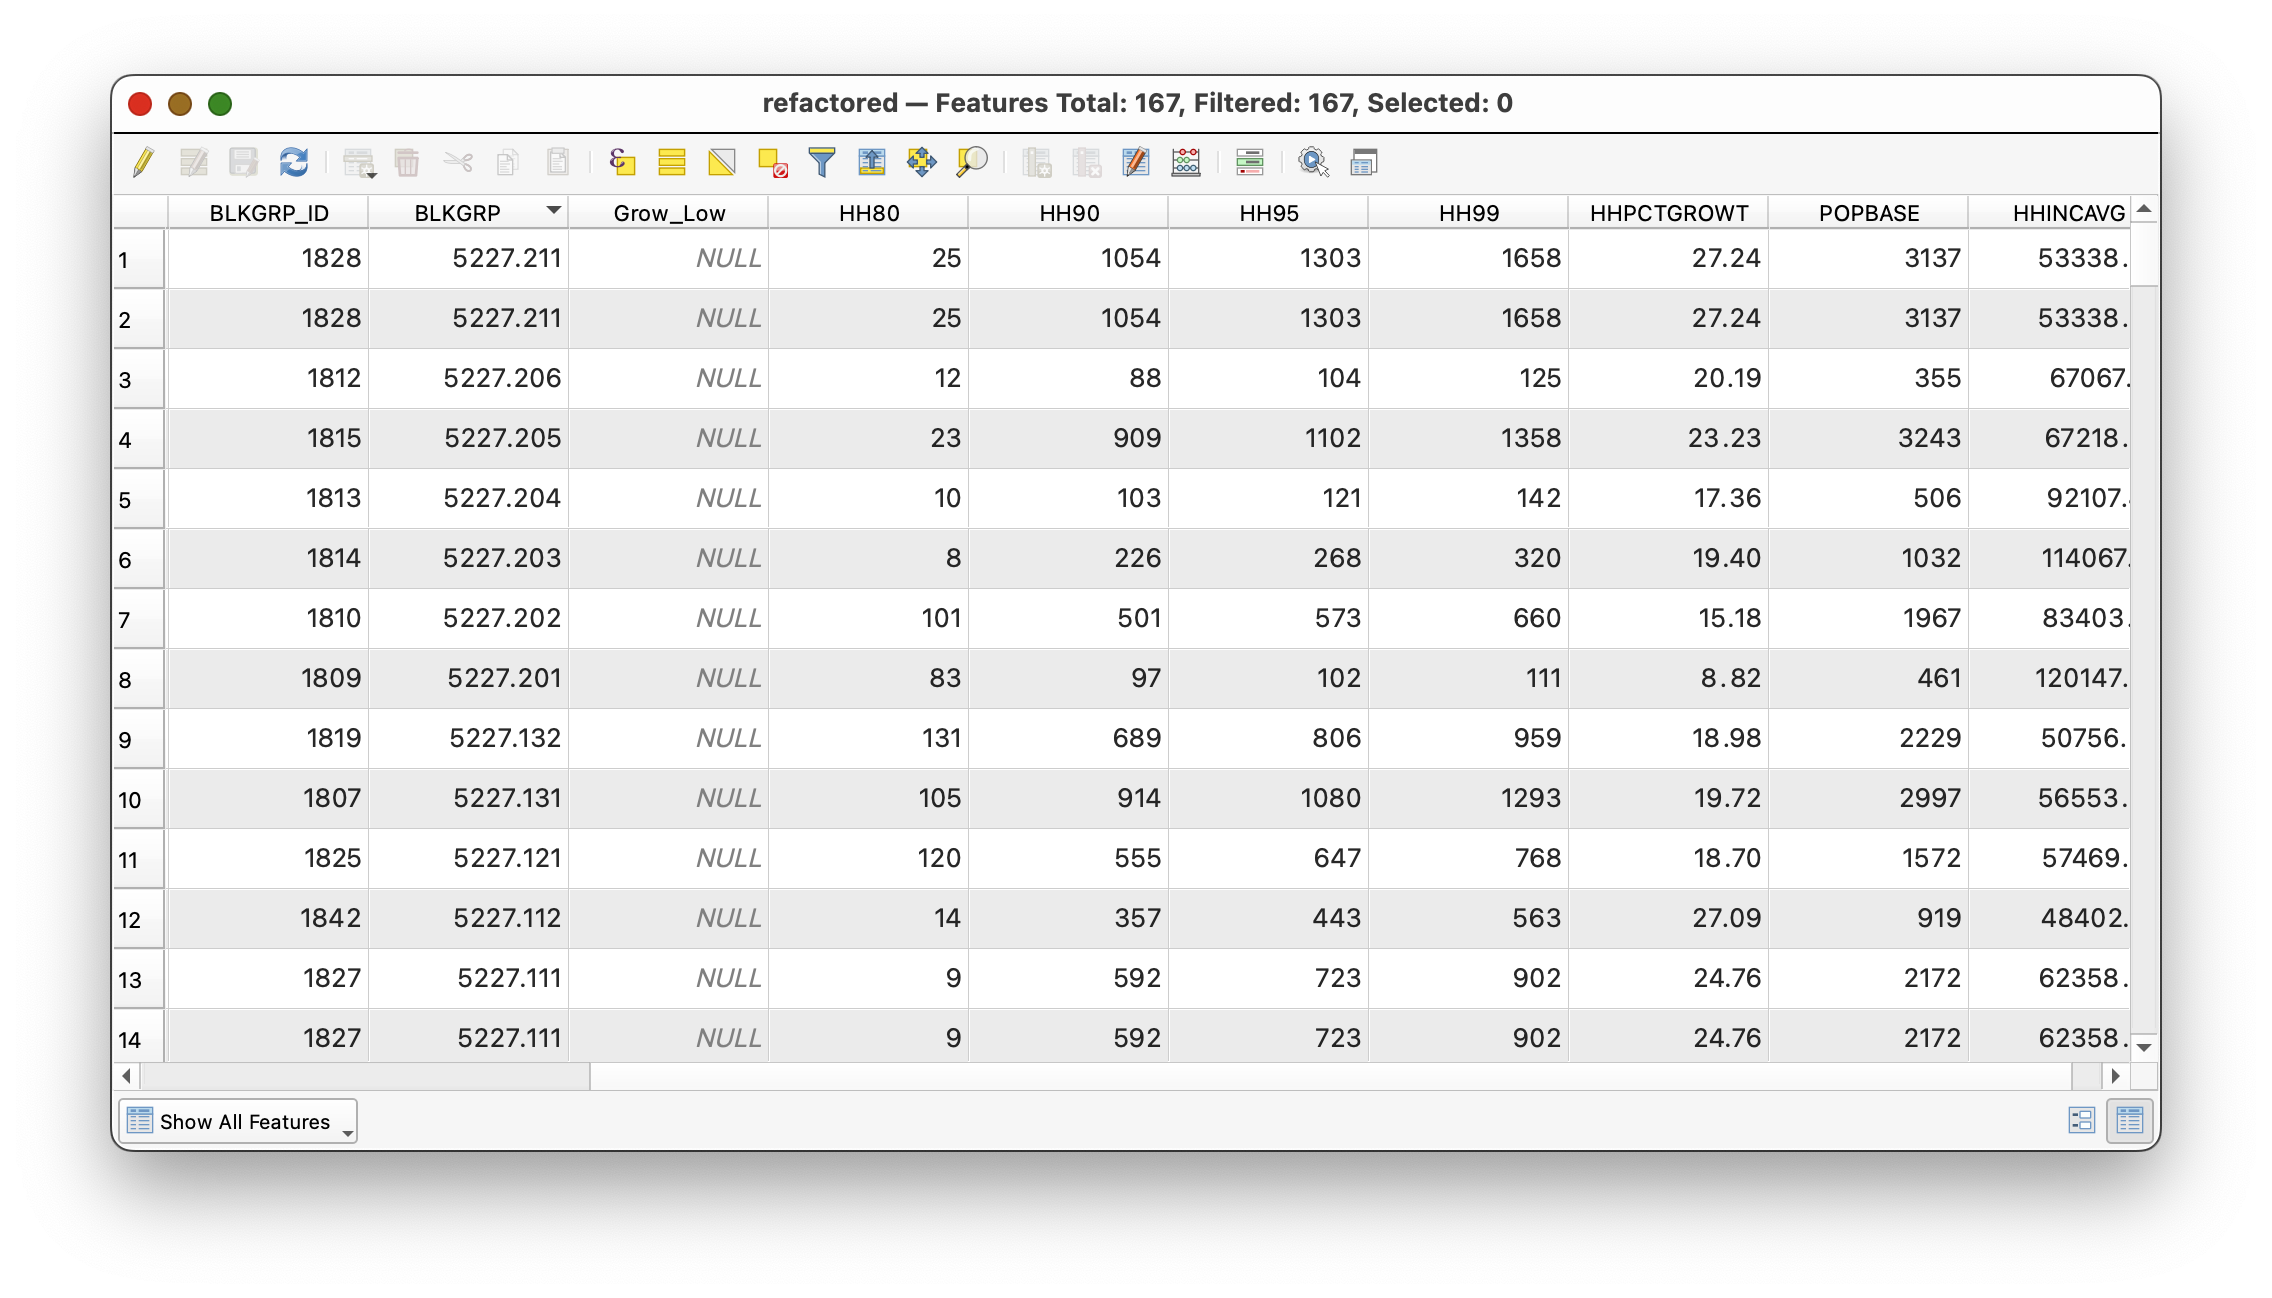 refactored — Features Total: 167, Filtered: 167, Selected: 0
BLKGRP_ID BLKGRP Grow_Low HH80 HH90 HH95 HH99 HHPCTGROWT POPBASE HHINCAVG
1 1828 5227.211 NULL 25 1054 1303 1658 27.24 3137 53338.
2 1828 5227.211 NULL 25 1054 1303 1658 27.24 3137 53338.
3 1812 5227.206 NULL 12 88 104 125 20.19 355 67067.
4 1815 5227.205 NULL 23 909 1102 1358 23.23 3243 67218.
5 1813 5227.204 NULL 10 103 121 142 17.36 506 92107.
6 1814 5227.203 NULL 8 226 268 320 19.40 1032 114067.
7 1810 5227.202 NULL 101 501 573 660 15.18 1967 83403.
8 1809 5227.201 NULL 83 97 102 111 8.82 461 120147.
9 1819 5227.132 NULL 131 689 806 959 18.98 2229 50756.
10 1807 5227.131 NULL 105 914 1080 1293 19.72 2997 56553.
11 1825 5227.121 NULL 120 555 647 768 18.70 1572 57469.
12 1842 5227.112 NULL 14 357 443 563 27.09 919 48402.
13 1827 5227.111 NULL 9 592 723 902 24.76 2172 62358.
14 1827 5227.111 NULL 9 592 723 902 24.76 2172 62358.
Show All Features